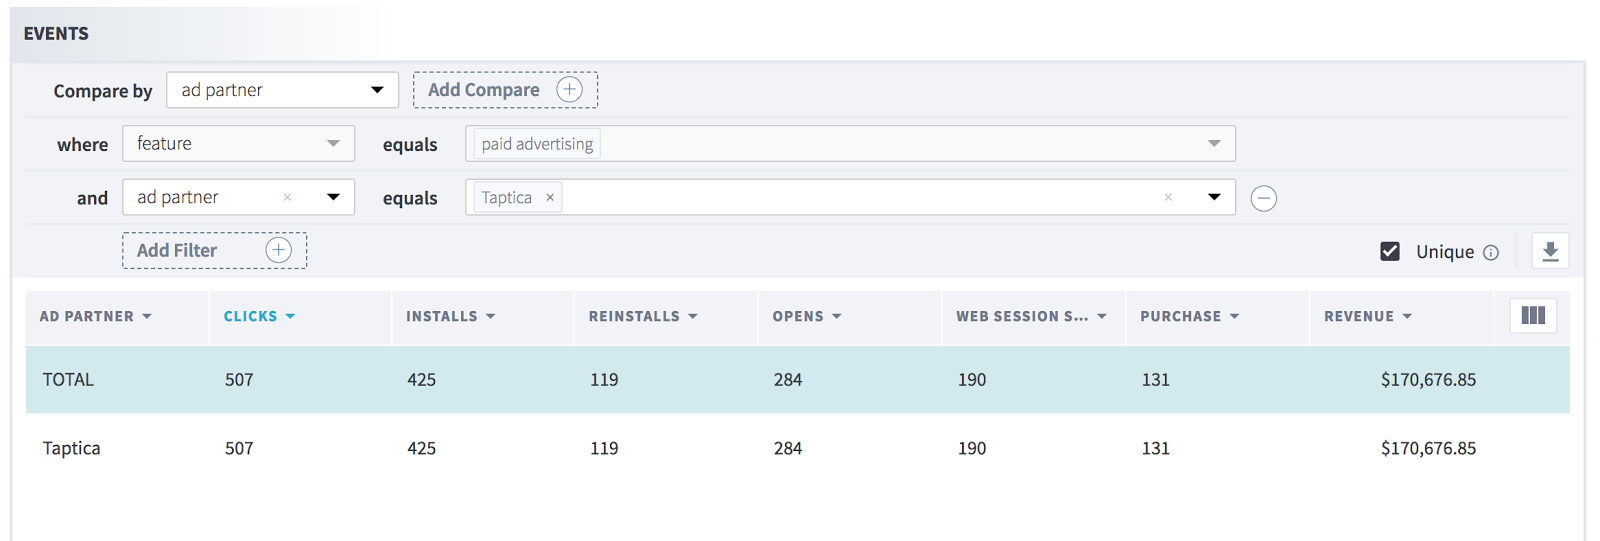 EVENTS
Compare by ad partner Add Compare
where feature equals paid advertising
and ad partner × equals Taptica × ×
Add Filter Unique
AD PARTNER CLICKS INSTALLS REINSTALLS OPENS WEB SESSION S... PURCHASE REVENUE
TOTAL 507 425 119 284 190 131 $170,676.85
Taptica 507 425 119 284 190 131 $170,676.85